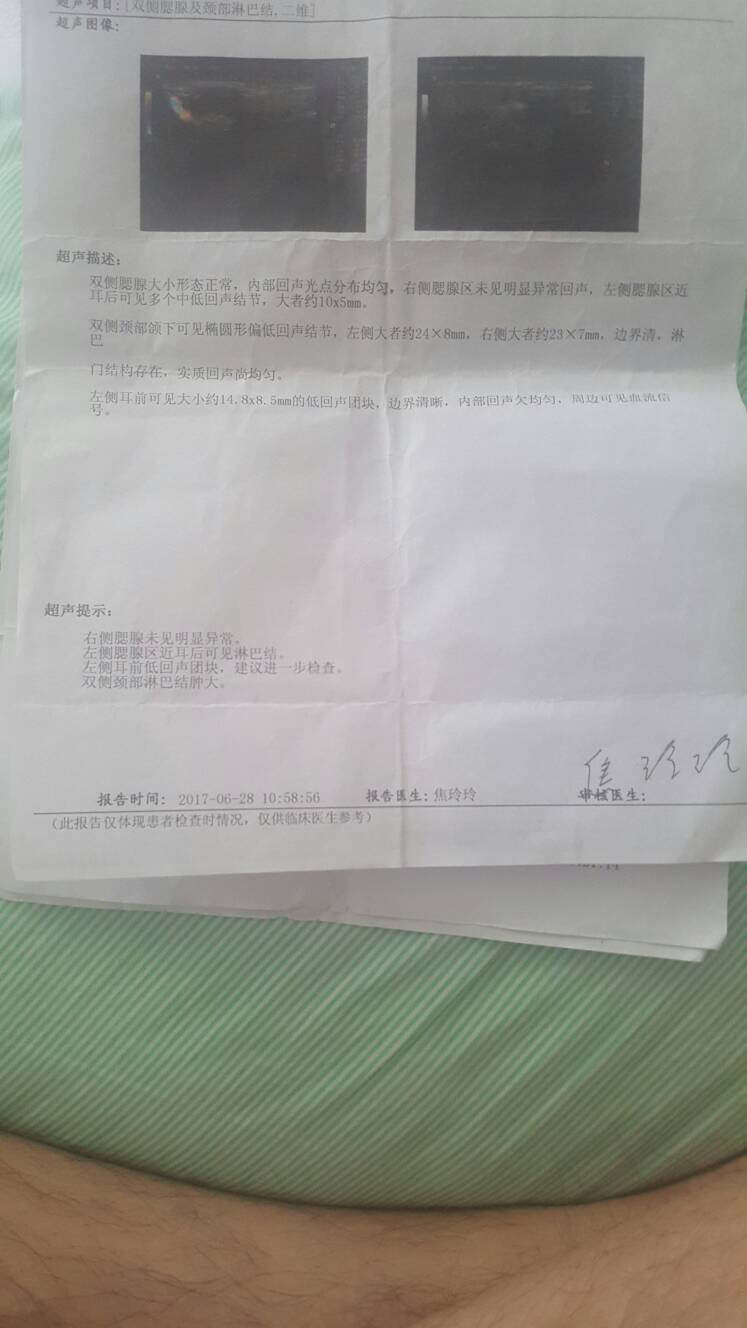 超声项目:[双侧腮腺及颈部淋巴结,二维]
超声图像:
超声描述:
双侧腮腺大小形态正常，内部回声光点分布均匀，右侧腮腺区未见明显异常回声，左侧腮腺区近
耳后可见多个中低回声结节，大者约10x5mm。
双侧颈部颌下可见椭圆形偏低回声结节，左侧大者约24×8mm，右侧大者约23×7mm，边界清，淋
巴
门结构存在，实质回声尚均匀。
左侧耳前可见大小约14.8x8.5mm的低回声团块，边界清晰，内部回声欠均匀，周边可见血流信
号。
超声提示:
右侧腮腺未见明显异常。
左侧腮腺区近耳后可见淋巴结。
左侧耳前低回声团块，建议进一步检查。
双侧颈部淋巴结肿大。
焦玲玲
报告时间: 2017-06-28 10:58:56 报告医生:焦玲玲 审核医生:
(此报告仅体现患者检查时情况，仅供临床医生参考)